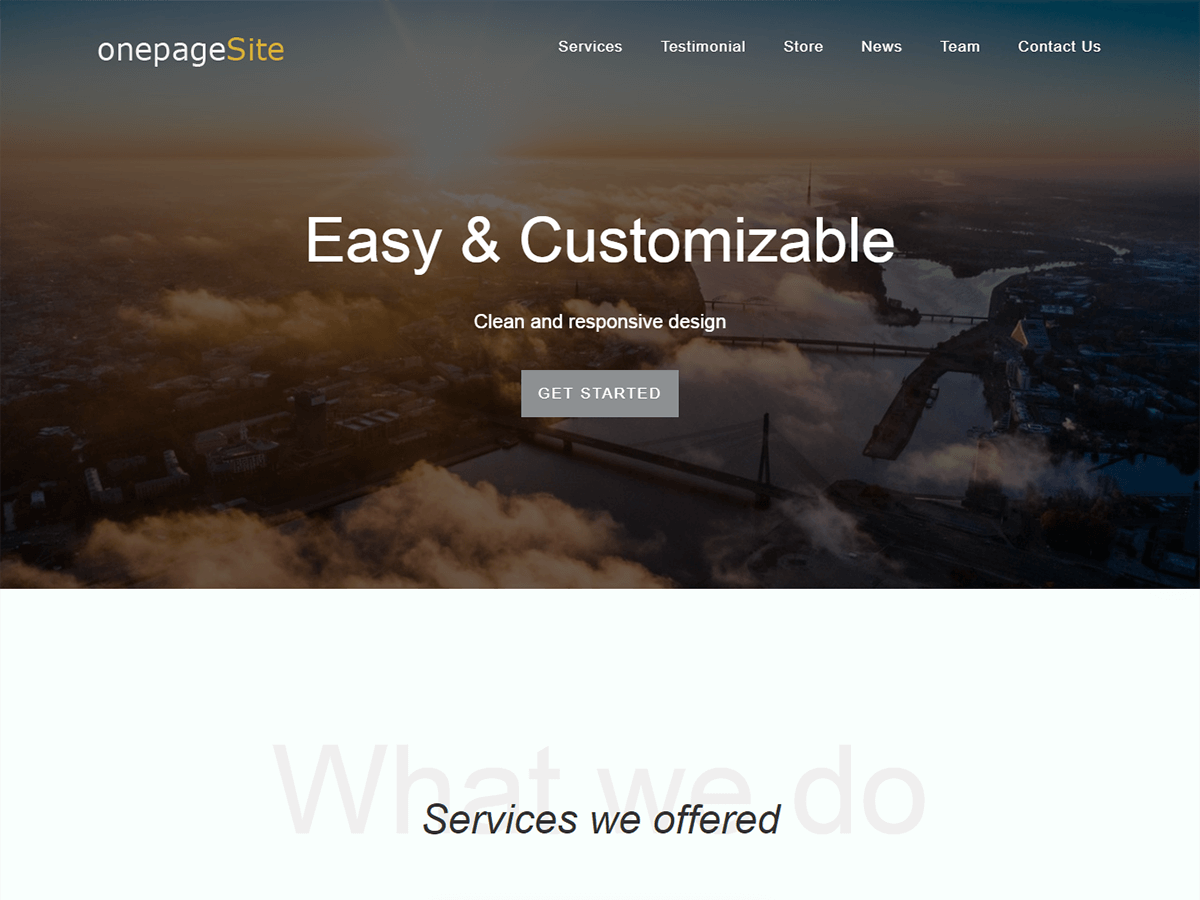 onepageSite
Services Testimonial Store News Team Contact Us
Easy & Customizable
Clean and responsive design
GET STARTED
What we do
Services we offered